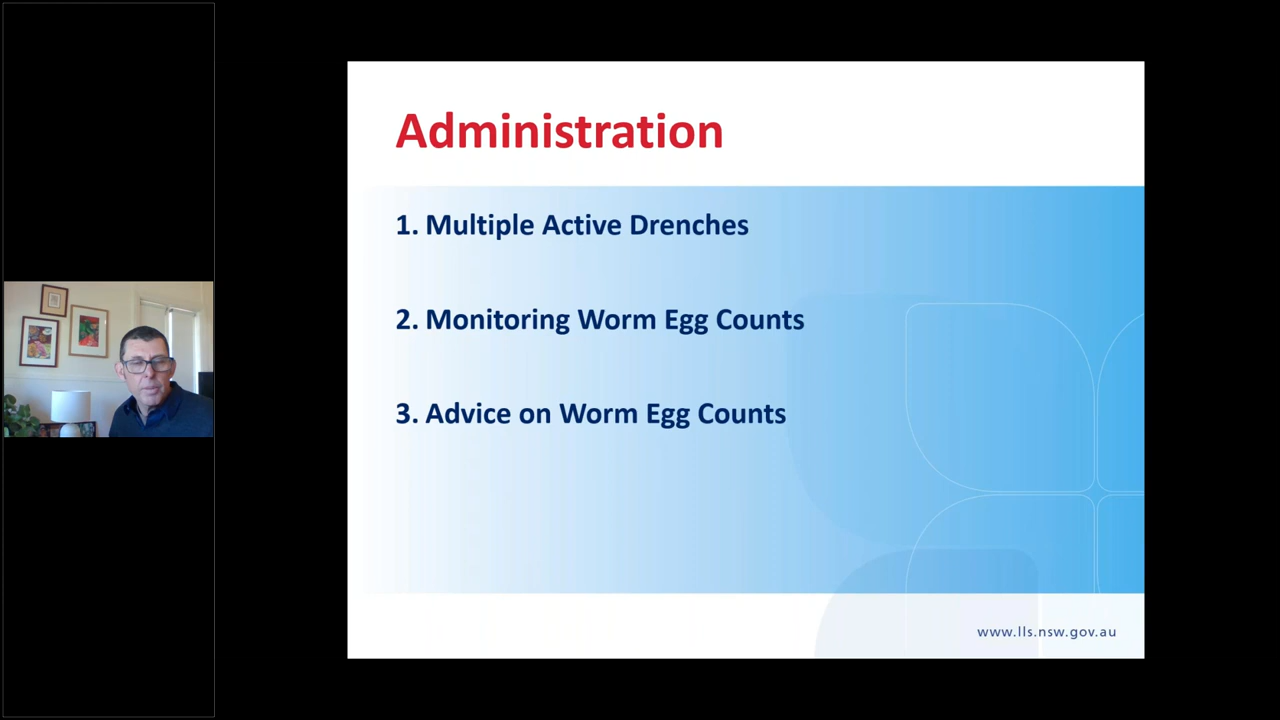 Administration
1. Multiple Active Drenches
2. Monitoring Worm Egg Counts
3. Advice on Worm Egg Counts
www.lls.nsw.gov.au